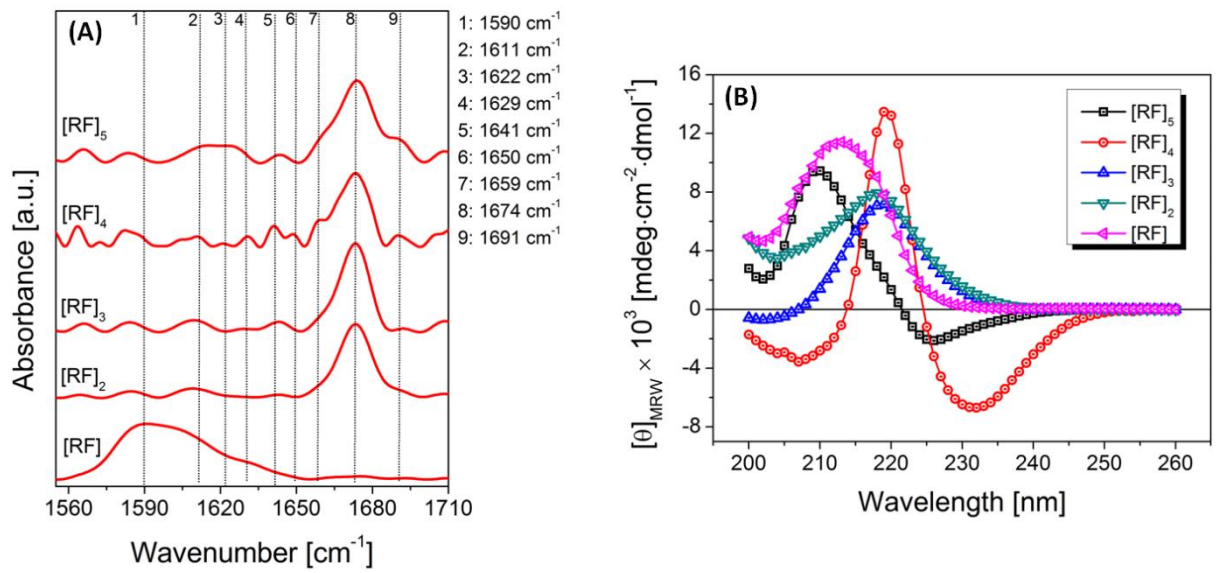 (A)
1 2 3 4 5 6 7 8 9
1: 1590 cm⁻¹
2: 1611 cm⁻¹
3: 1622 cm⁻¹
4: 1629 cm⁻¹
5: 1641 cm⁻¹
6: 1650 cm⁻¹
7: 1659 cm⁻¹
8: 1674 cm⁻¹
9: 1691 cm⁻¹
[RF]₅
[RF]₄
[RF]₃
[RF]₂
[RF]
Absorbance [a.u.]
1560 1590 1620 1650 1680 1710
Wavenumber [cm⁻¹]
(B)
16
12
8
4
0
-4
-8
[θ]MRW × 10³ [mdeg·cm⁻²·dmol⁻¹]
[RF]₅
[RF]₄
[RF]₃
[RF]₂
[RF]
200 210 220 230 240 250 260
Wavelength [nm]